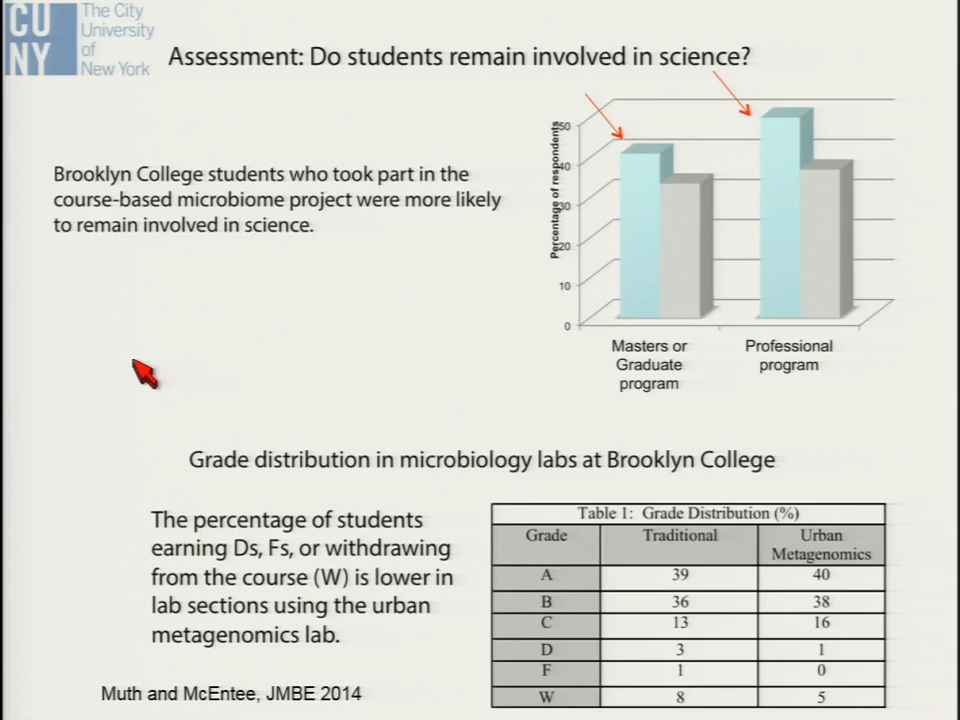 CU
NY
The City
University
of
New York
Assessment: Do students remain involved in science?
Brooklyn College students who took part in the
course-based microbiome project were more likely
to remain involved in science.
Percentage of respondents
50
40
30
20
10
0
Masters or
Graduate
program
Professional
program
Grade distribution in microbiology labs at Brooklyn College
The percentage of students
earning Ds, Fs, or withdrawing
from the course (W) is lower in
lab sections using the urban
metagenomics lab.
Table 1: Grade Distribution (%)
Grade Traditional Urban
Metagenomics
A 39 40
B 36 38
C 13 16
D 3 1
F 1 0
W 8 5
Muth and McEntee, JMBE 2014